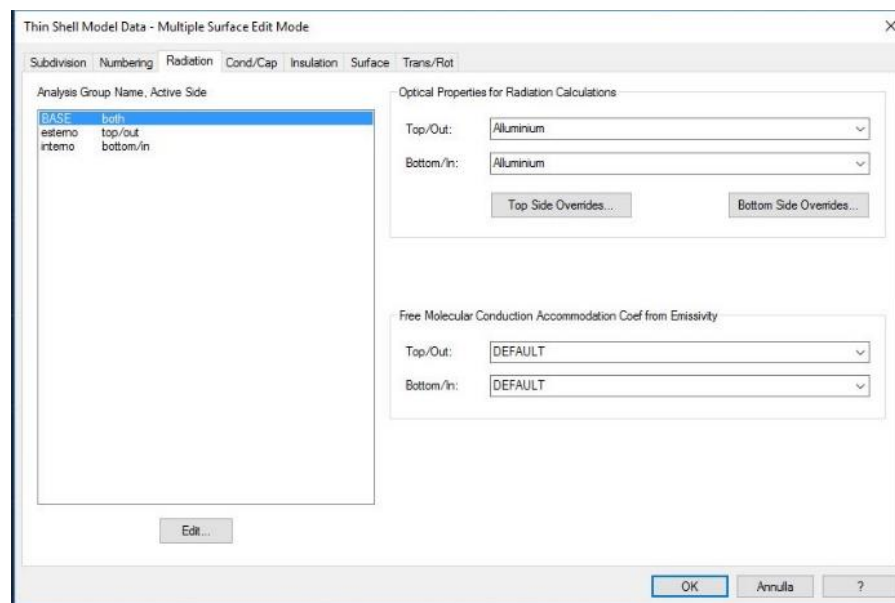 Thin Shell Model Data - Multiple Surface Edit Mode
Subdivision Numbering Radiation Cond/Cap Insulation Surface Trans/Rot
Analysis Group Name, Active Side
BASE both
esterno top/out
interno bottom/in
Edit...
Optical Properties for Radiation Calculations
Top/Out: Alluminium
Bottom/In: Alluminium
Top Side Overrides... Bottom Side Overrides...
Free Molecular Conduction Accommodation Coef from Emissivity
Top/Out: DEFAULT
Bottom/In: DEFAULT
OK Annulla ?